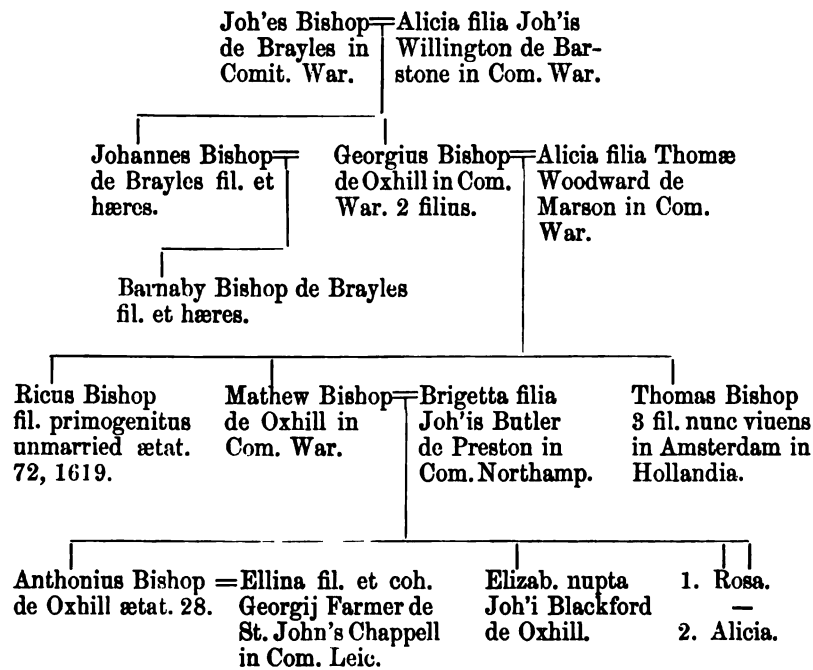 Joh'es Bishop
de Brayles in
Comit. War.
Alicia filia Joh'is
Willington de Bar-
stone in Com. War.
Johannes Bishop
de Brayles fil. et
hæres.
Georgius Bishop
de Oxhill in Com.
War. 2 filius.
Alicia filia Thomæ
Woodward de
Marson in Com.
War.
Barnaby Bishop de Brayles
fil. et hæres.
Ricus Bishop
fil. primogenitus
unmarried ætat.
72, 1619.
Mathew Bishop
de Oxhill in
Com. War.
Brigetta filia
Joh'is Butler
de Preston in
Com. Northamp.
Thomas Bishop
3 fil. nunc viuens
in Amsterdam in
Hollandia.
Anthonius Bishop
de Oxhill ætat. 28.
=Ellina fil. et coh.
Georgij Farmer de
St. John's Chappell
in Com. Leic.
Elizab. nupta
Joh'i Blackford
de Oxhill.
1. Rosa.
—
2. Alicia.